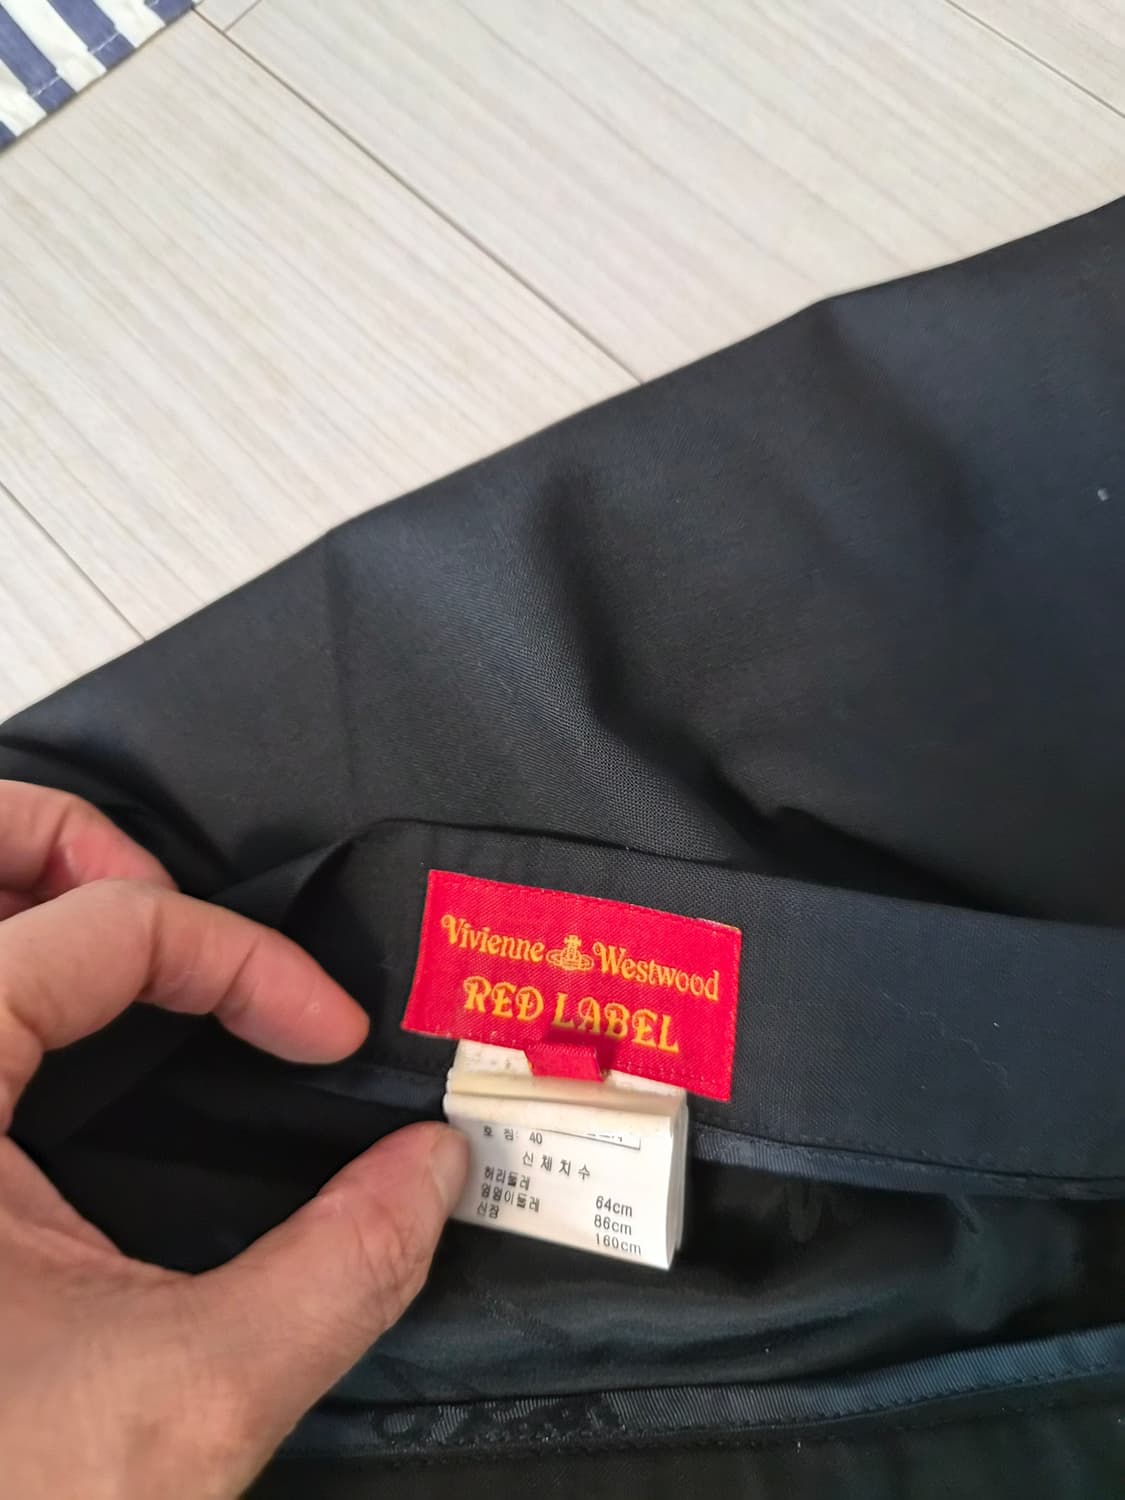 Vivienne Westwood
RED LABEL
호 칭: 40
신 체 치 수
허리둘레 64cm
엉덩이둘레 86cm
신장 160cm